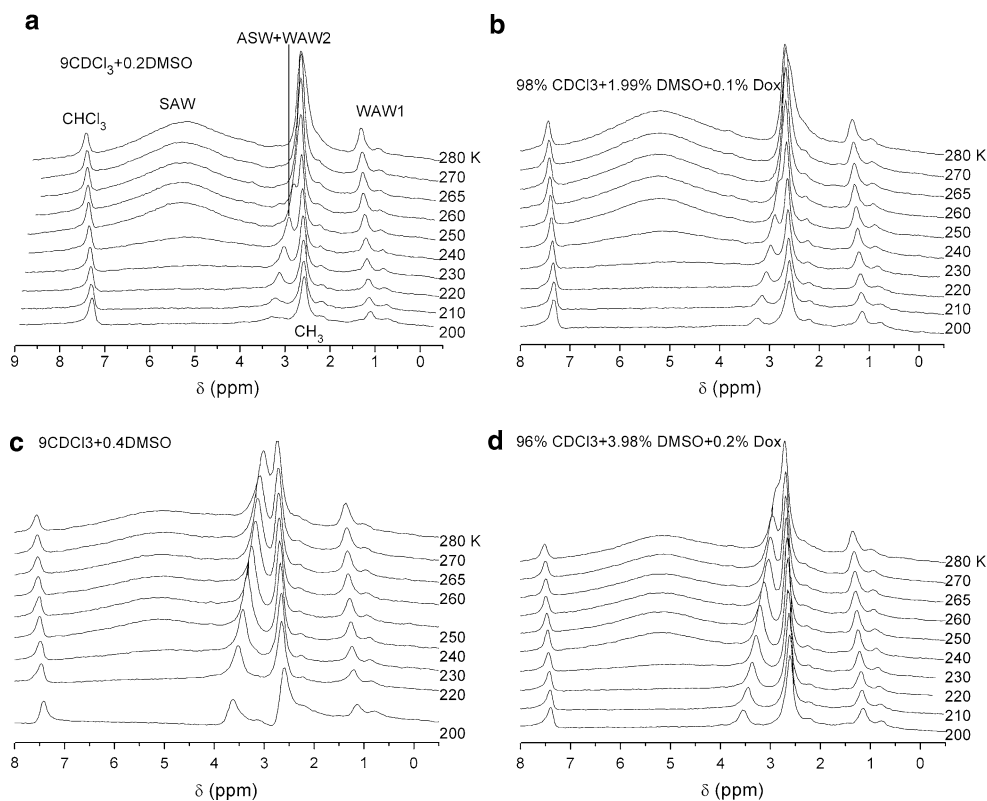 a
9CDCl3+0.2DMSO
ASW+WAW2
CHCl3
SAW
WAW1
280 K
270
265
260
250
240
230
220
210
200
CH3
9 8 7 6 5 4 3 2 1 0
δ (ppm)
b
98% CDCl3+1.99% DMSO+0.1% Dox
280 K
270
265
260
250
240
230
220
210
200
8 7 6 5 4 3 2 1 0
δ (ppm)
c
9CDCl3+0.4DMSO
280 K
270
265
260
250
240
230
220
200
8 7 6 5 4 3 2 1 0
δ (ppm)
d
96% CDCl3+3.98% DMSO+0.2% Dox
280 K
270
265
260
250
240
230
220
210
200
8 7 6 5 4 3 2 1 0
δ (ppm)